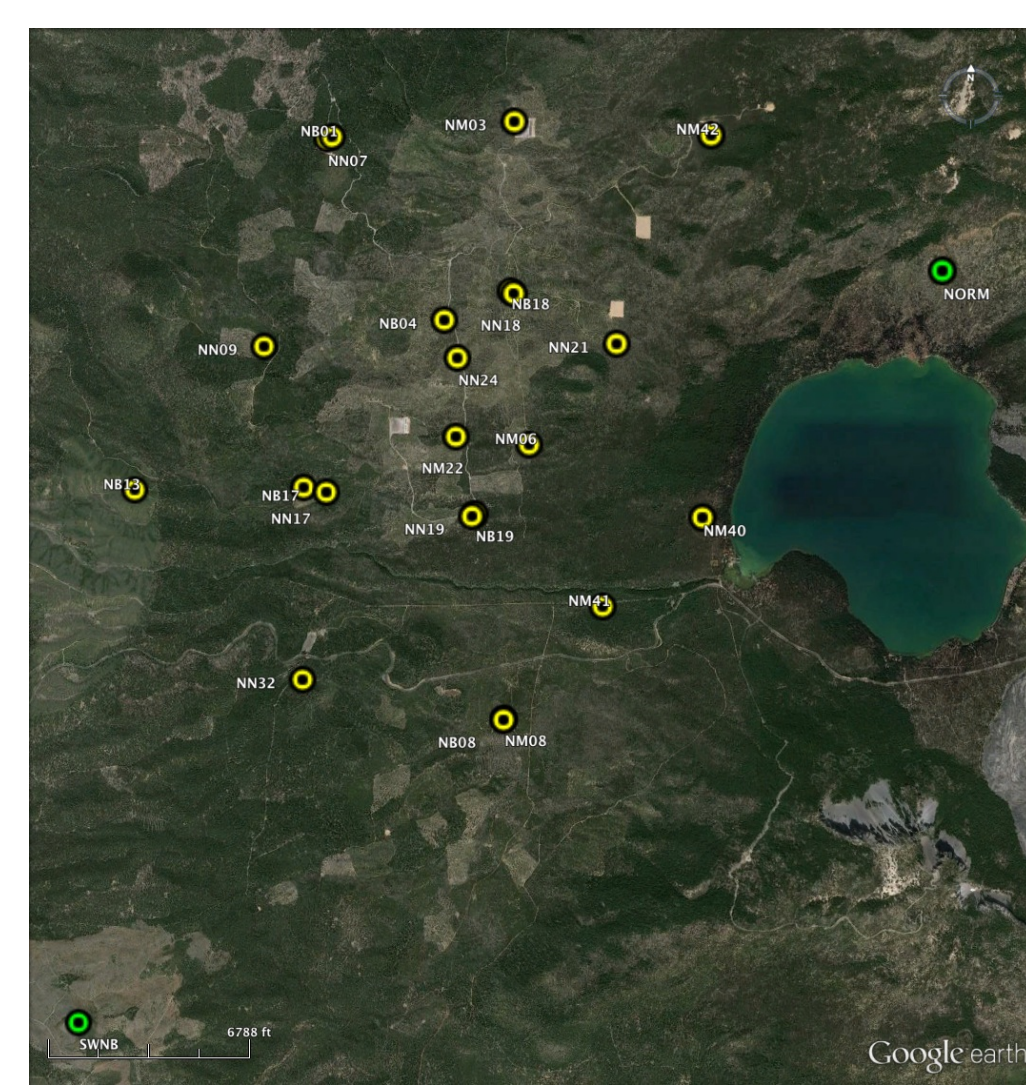 N
NB01
NM03
NM42
NN07
NORM
NB18
NB04
NN18
NN09
NN21
NN24
NM06
NM22
NB13
NB17
NN17
NN19
NB19
NM40
NM41
NN32
NB08
NM08
6788 ft
SWNB
Google earth